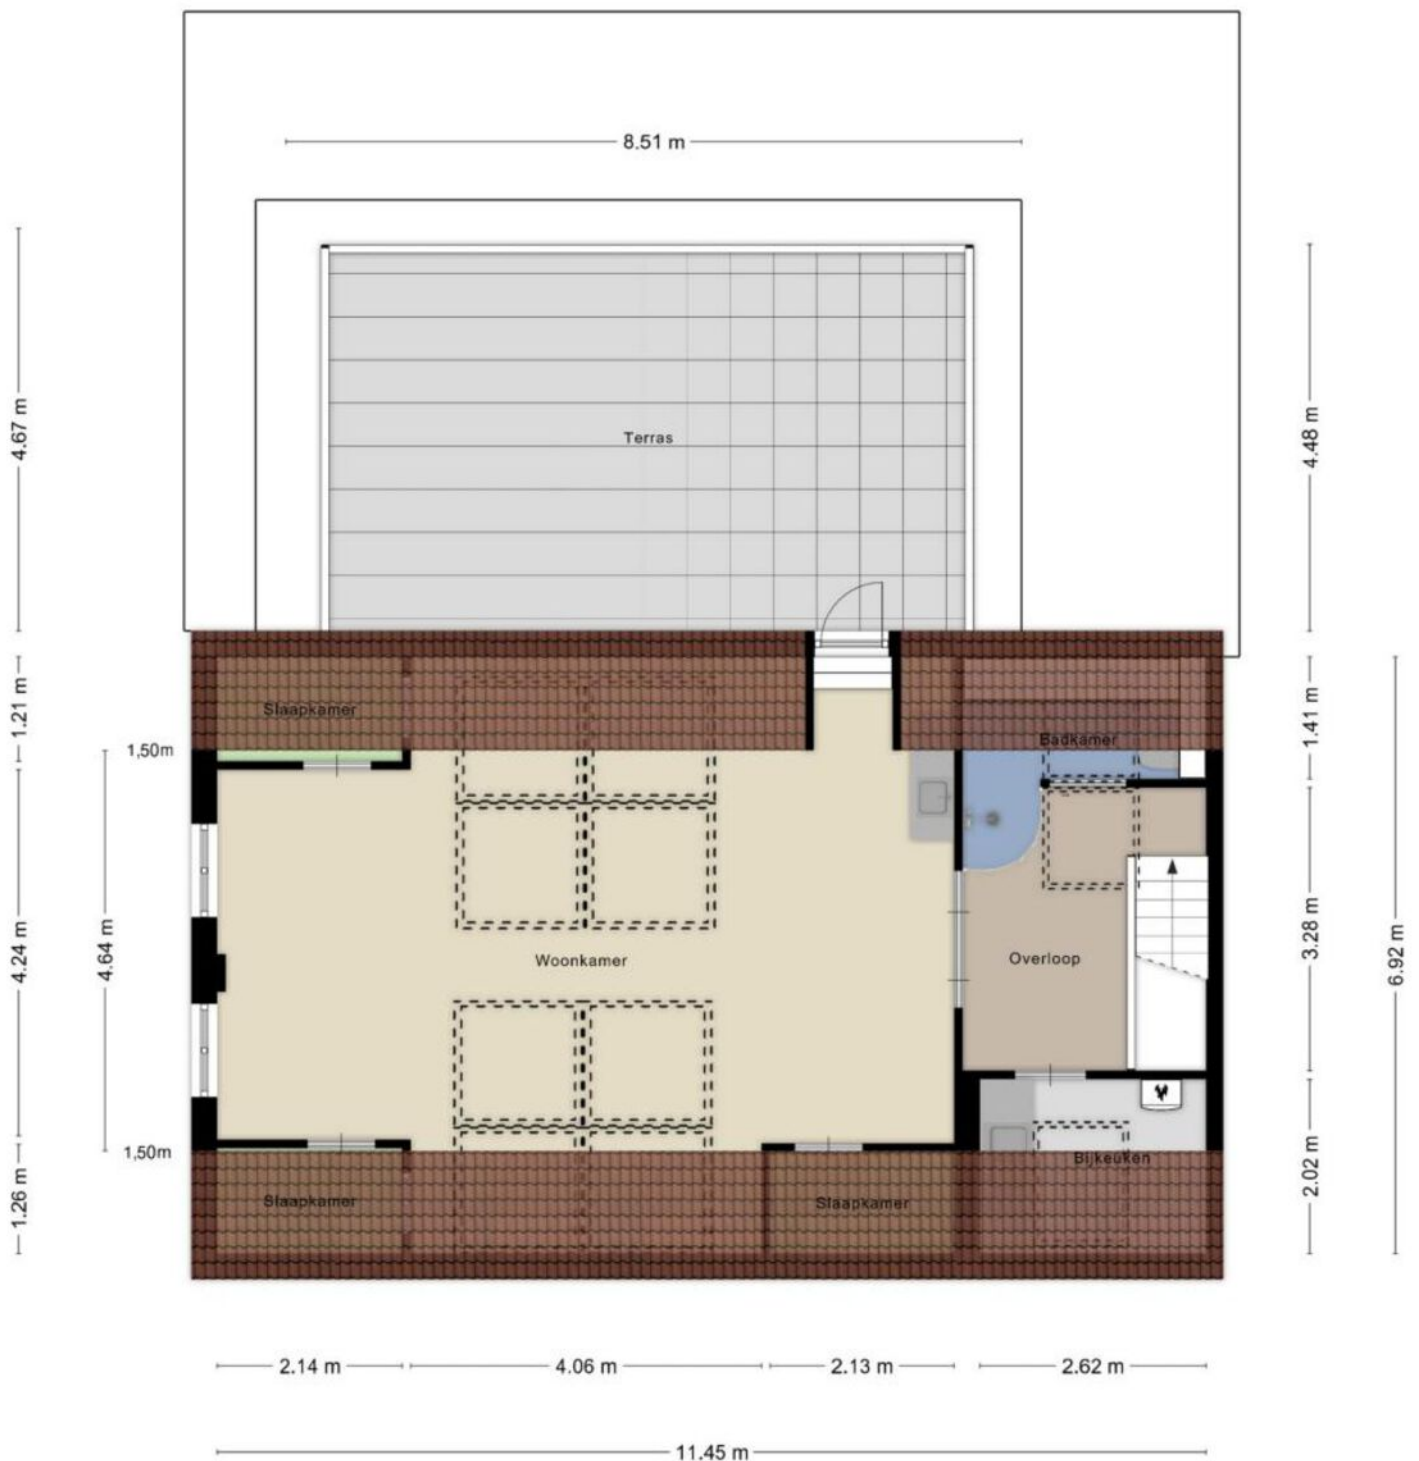 8.51 m
4.67 m
4.48 m
Terras
1.21 m
Slaapkamer
1.41 m
1,50m
Badkamer
4.24 m
4.64 m
Woonkamer
Overloop
3.28 m
6.92 m
1,50m
Bijkeuken
1.26 m
Slaapkamer
Slaapkamer
2.02 m
2.14 m
4.06 m
2.13 m
2.62 m
11.45 m